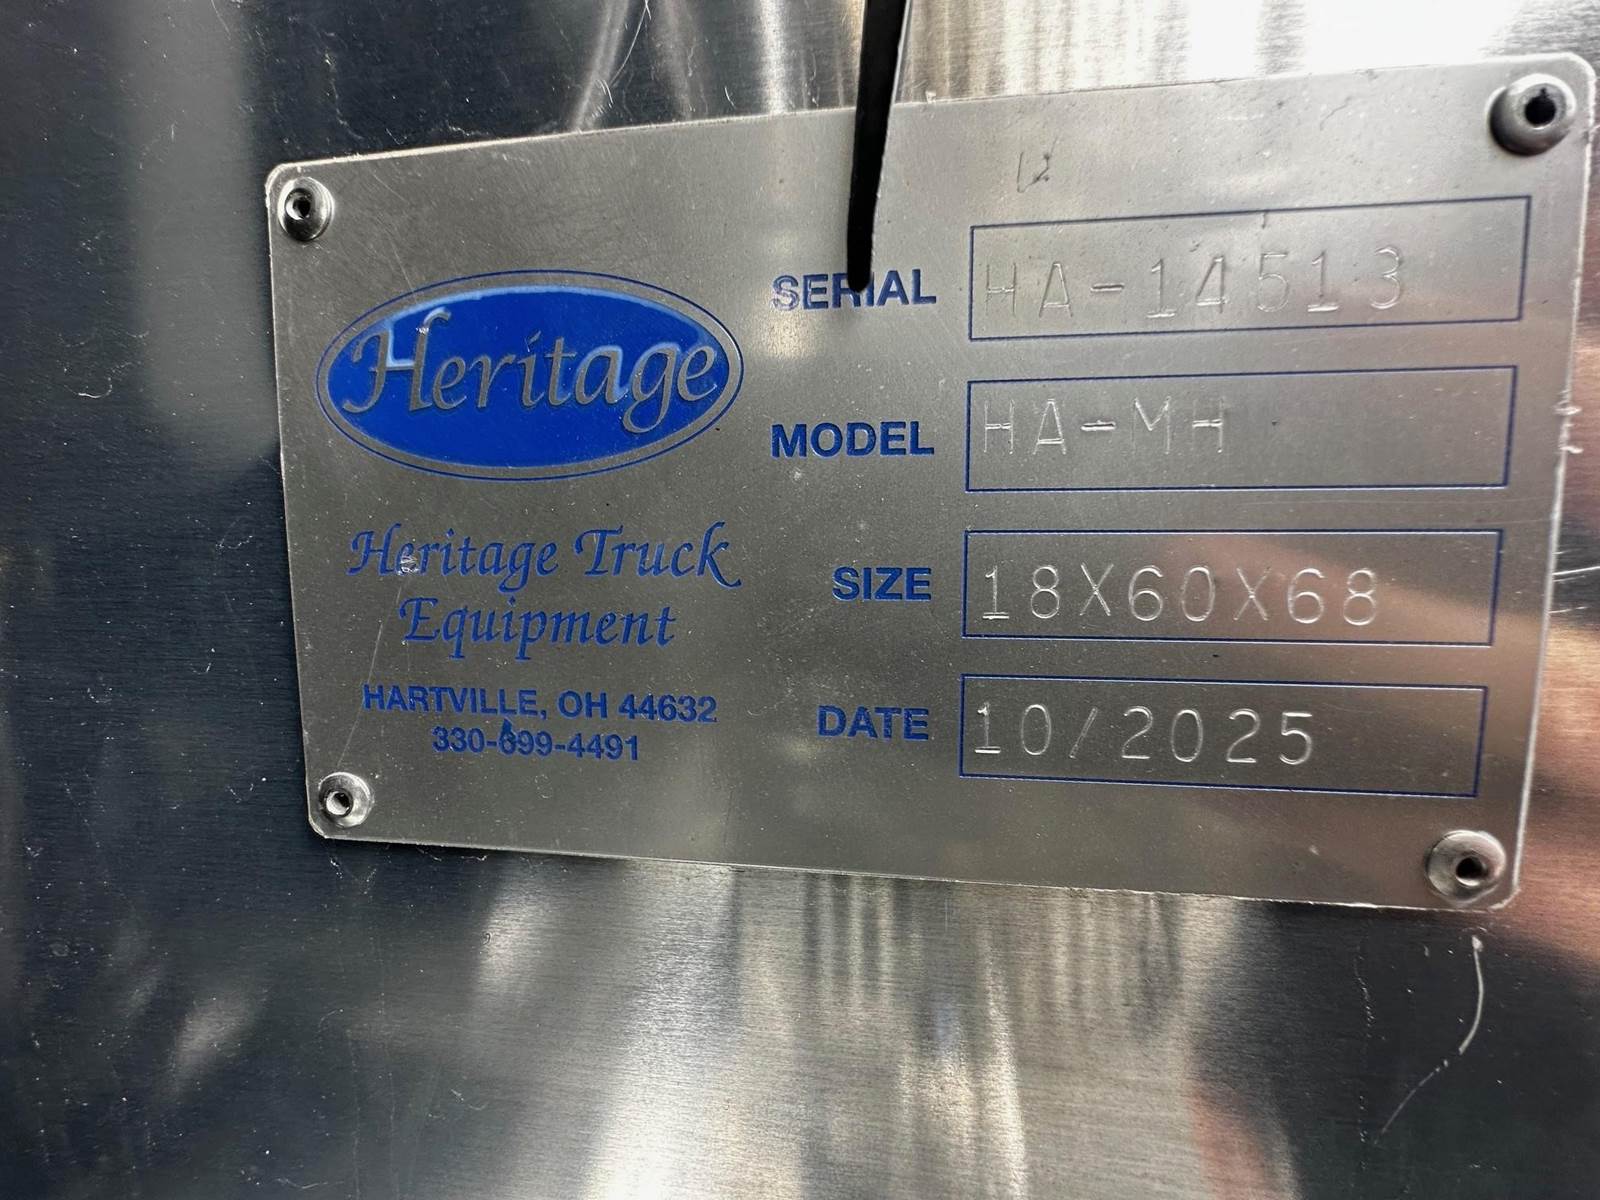 Heritage
Heritage Truck
Equipment
HARTVILLE, OH 44632
330-699-4491
SERIAL HA-14513
MODEL HA-MH
SIZE 18X60X68
DATE 10/2025